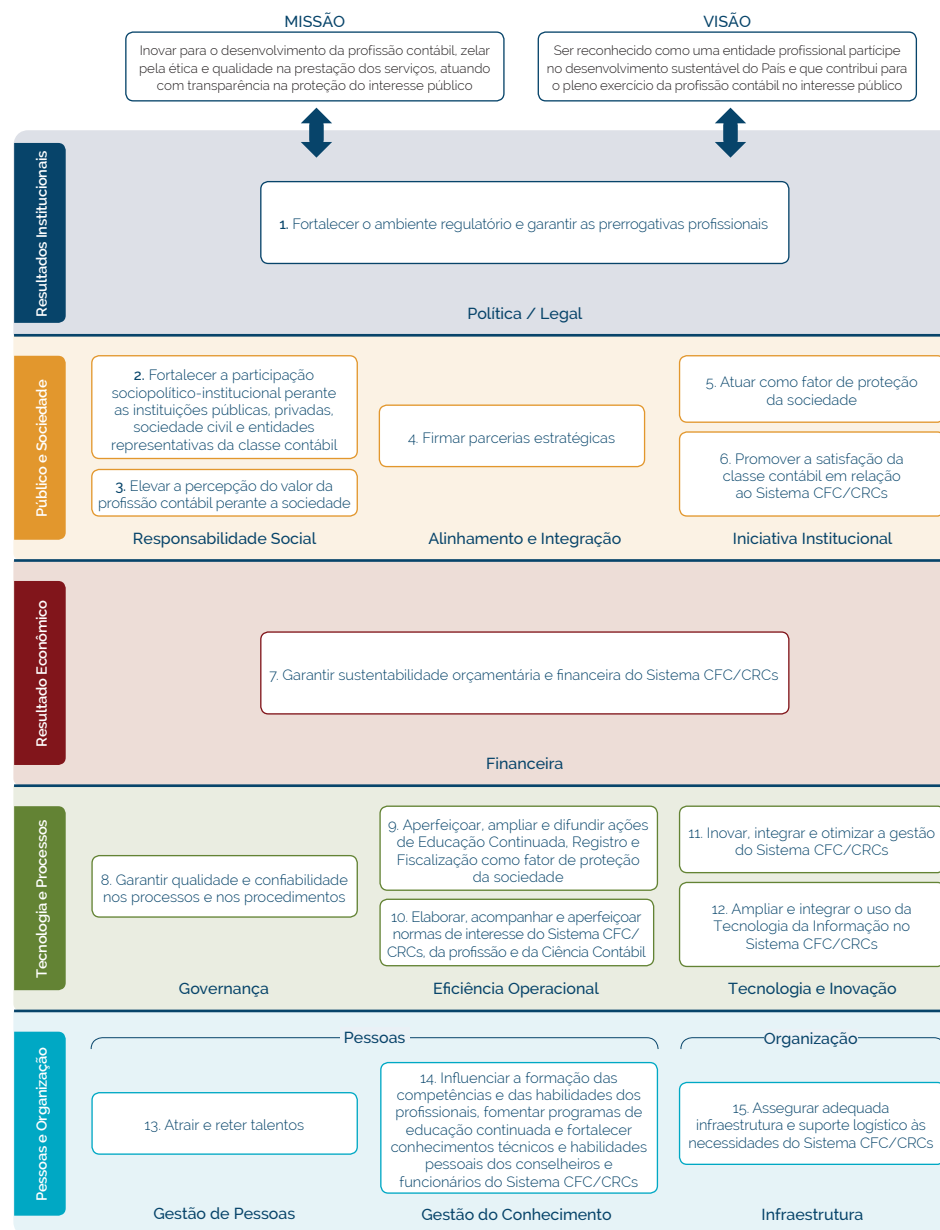 MISSÃO
Inovar para o desenvolvimento da profissão contábil, zelar
pela ética e qualidade na prestação dos serviços, atuando
com transparência na proteção do interesse público
VISÃO
Ser reconhecido como uma entidade profissional partícipe
no desenvolvimento sustentável do País e que contribui para
o pleno exercício da profissão contábil no interesse público
Resultados Institucionais
1. Fortalecer o ambiente regulatório e garantir as prerrogativas profissionais
Política / Legal
Público e Sociedade
2. Fortalecer a participação
sociopolítico-institucional perante
as instituições públicas, privadas,
sociedade civil e entidades
representativas da classe contábil
3. Elevar a percepção do valor da
profissão contábil perante a sociedade
Responsabilidade Social
4. Firmar parcerias estratégicas
Alinhamento e Integração
5. Atuar como fator de proteção
da sociedade
6. Promover a satisfação da
classe contábil em relação
ao Sistema CFC/CRCs
Iniciativa Institucional
Resultado Econômico
7. Garantir sustentabilidade orçamentária e financeira do Sistema CFC/CRCs
Financeira
Tecnologia e Processos
8. Garantir qualidade e confiabilidade
nos processos e nos procedimentos
Governança
9. Aperfeiçoar, ampliar e difundir ações
de Educação Continuada, Registro e
Fiscalização como fator de proteção
da sociedade
10. Elaborar, acompanhar e aperfeiçoar
normas de interesse do Sistema CFC/
CRCs, da profissão e da Ciência Contábil
Eficiência Operacional
11. Inovar, integrar e otimizar a gestão
do Sistema CFC/CRCs
12. Ampliar e integrar o uso da
Tecnologia da Informação no
Sistema CFC/CRCs
Tecnologia e Inovação
Pessoas e Organização
Pessoas
13. Atrair e reter talentos
Gestão de Pessoas
14. Influenciar a formação das
competências e das habilidades dos
profissionais, fomentar programas de
educação continuada e fortalecer
conhecimentos técnicos e habilidades
pessoais dos conselheiros e
funcionários do Sistema CFC/CRCs
Gestão do Conhecimento
Organização
15. Assegurar adequada
infraestrutura e suporte logístico às
necesidades do Sistema CFC/CRCs
Infraestrutura